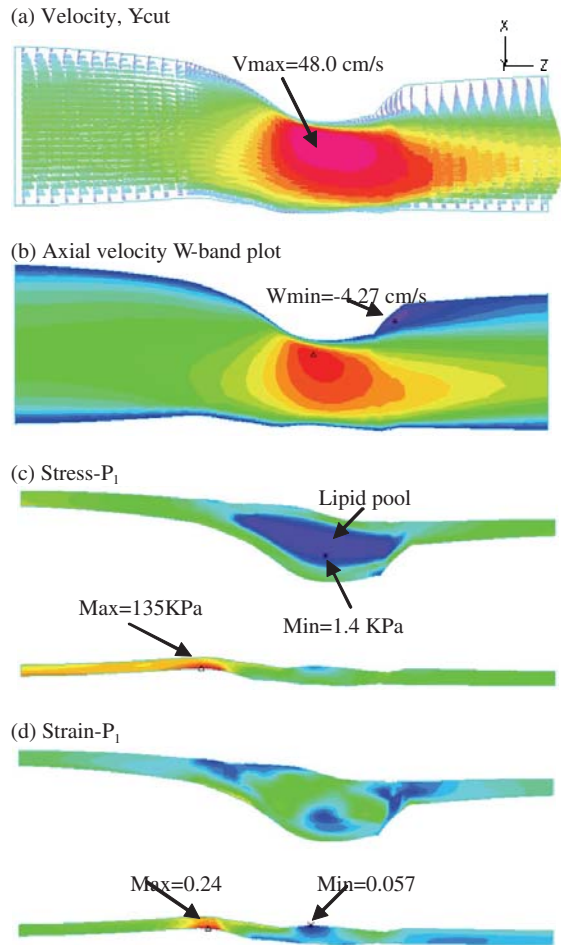 (a) Velocity, Y-cut
X
Vmax=48.0 cm/s
Y Z
(b) Axial velocity W-band plot
Wmin=-4.27 cm/s
(c) Stress-P₁
Lipid pool
Max=135KPa
Min=1.4 KPa
(d) Strain-P₁
Max=0.24 Min=0.057